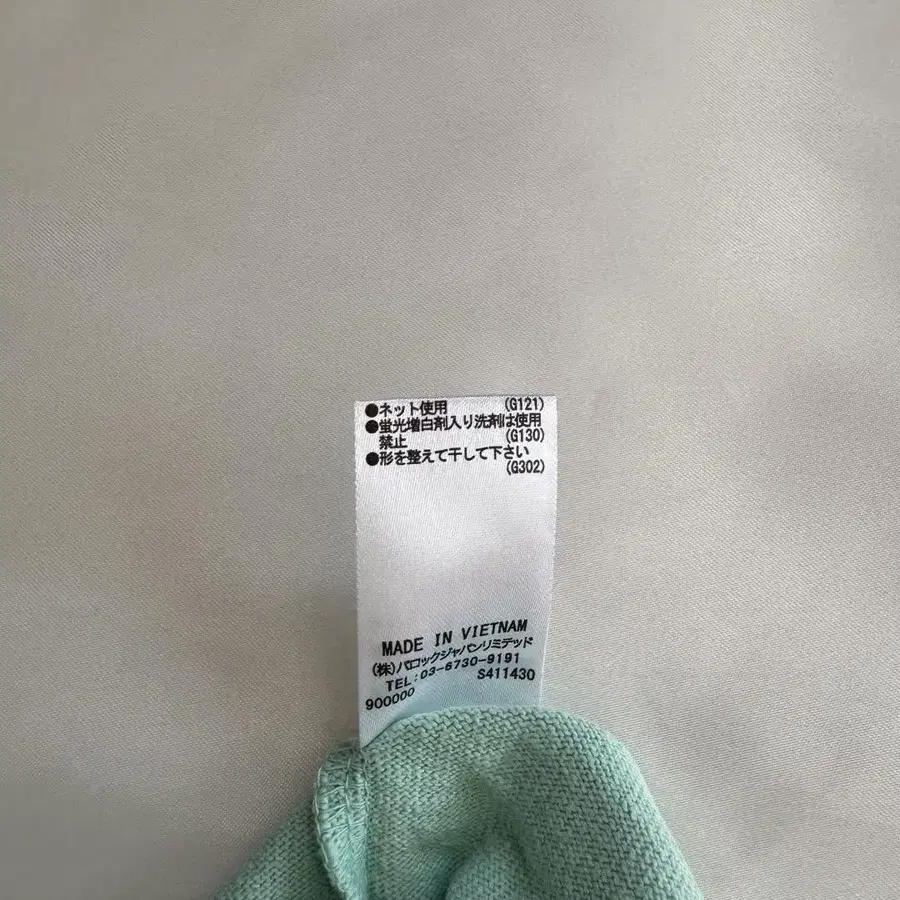 ●ネット使用 (G121)
●蛍光増白剤入り洗剤は使用
禁止 (G130)
●形を整えて干して下さい
(G302)
MADE IN VIETNAM
(株)バロックジャパンリミテッド
TEL:03-6730-9191
S411430
900000